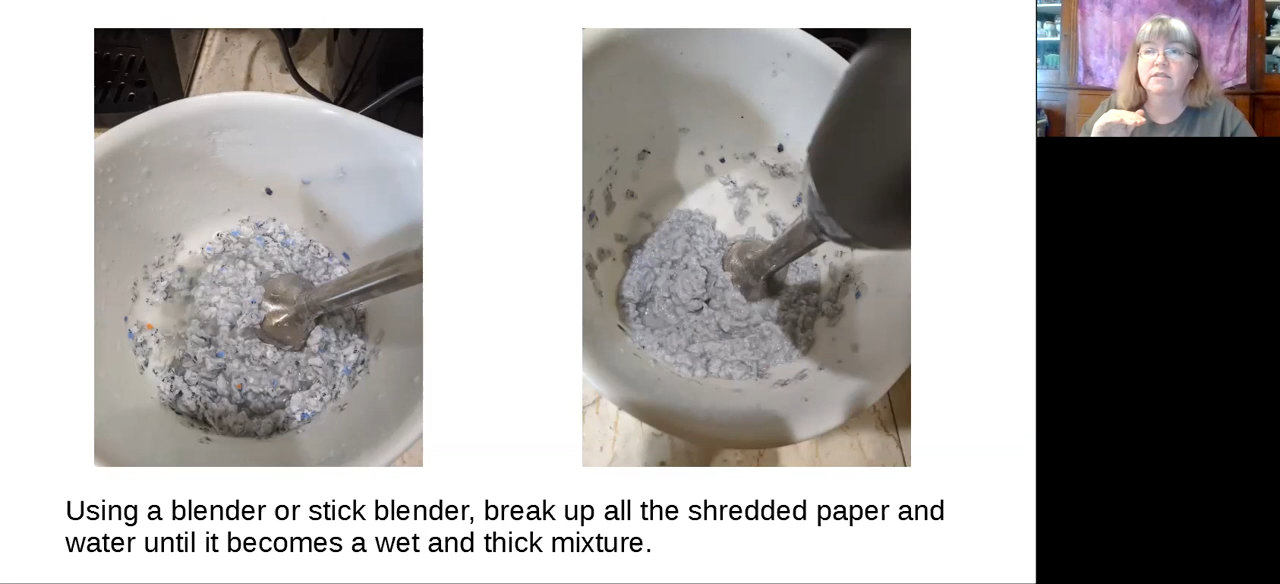 Using a blender or stick blender, break up all the shredded paper and
water until it becomes a wet and thick mixture.